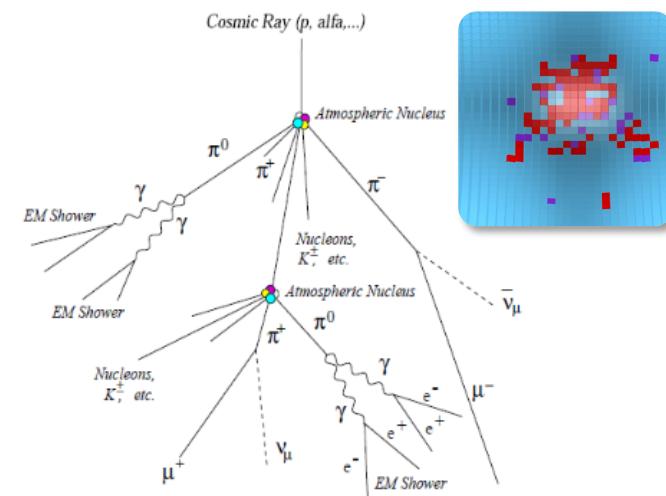 Cosmic Ray (p, alfa,...)
Atmospheric Nucleus
π⁰
π⁺
π⁻
γ
γ
EM Shower
EM Shower
Nucleons,
K,± etc.
ν̄μ
Atmospheric Nucleus
π⁺
π⁰
Nucleons,
K,± etc.
γ
γ
e⁻
e⁺
e⁺
e⁻
μ⁻
μ⁺
νμ
EM Shower